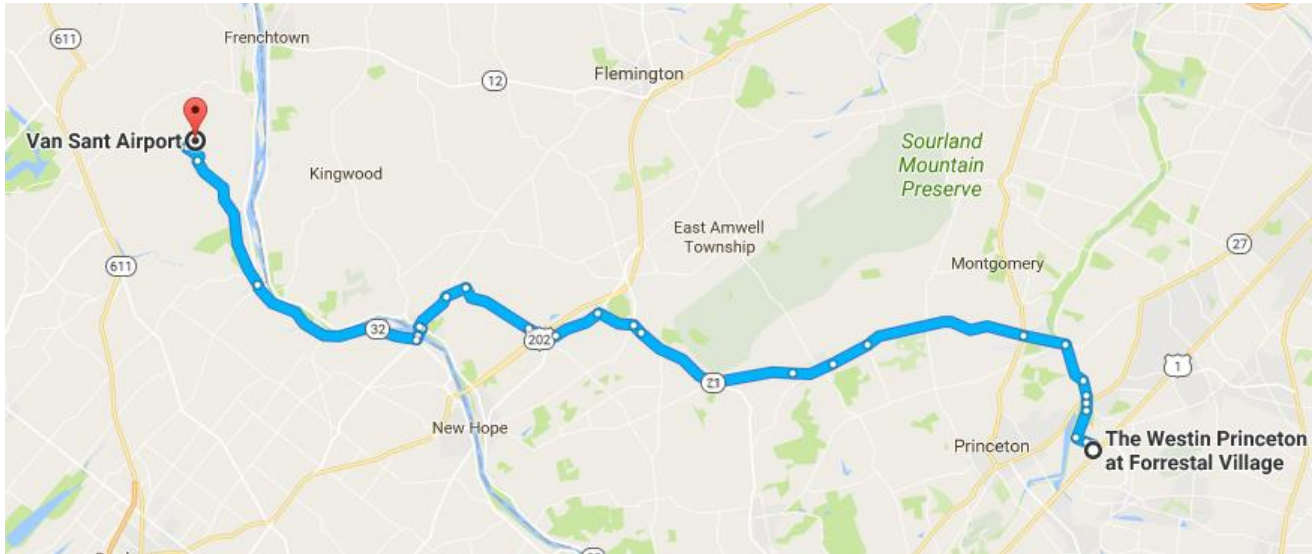 611
Frenchtown
12
Flemington
Van Sant Airport
Kingwood
Sourland
Mountain
Preserve
East Amwell
Township
27
611
Montgomery
32
202
1
New Hope
Princeton
The Westin Princeton
at Forrestal Village